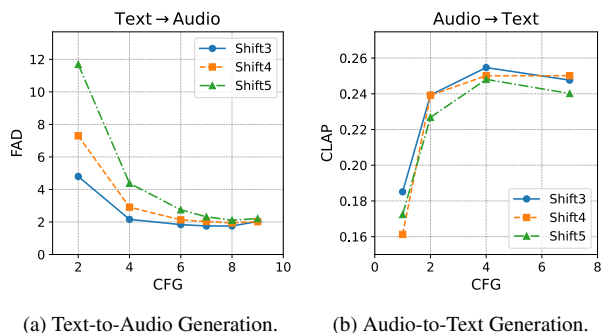 Text → Audio
FAD
12
10
8
6
4
2
0
2
4
6
8
10
CFG
Shift3
Shift4
Shift5
(a) Text-to-Audio Generation.
Audio → Text
CLAP
0.26
0.24
0.22
0.20
0.18
0.16
0
2
4
6
8
CFG
Shift3
Shift4
Shift5
(b) Audio-to-Text Generation.